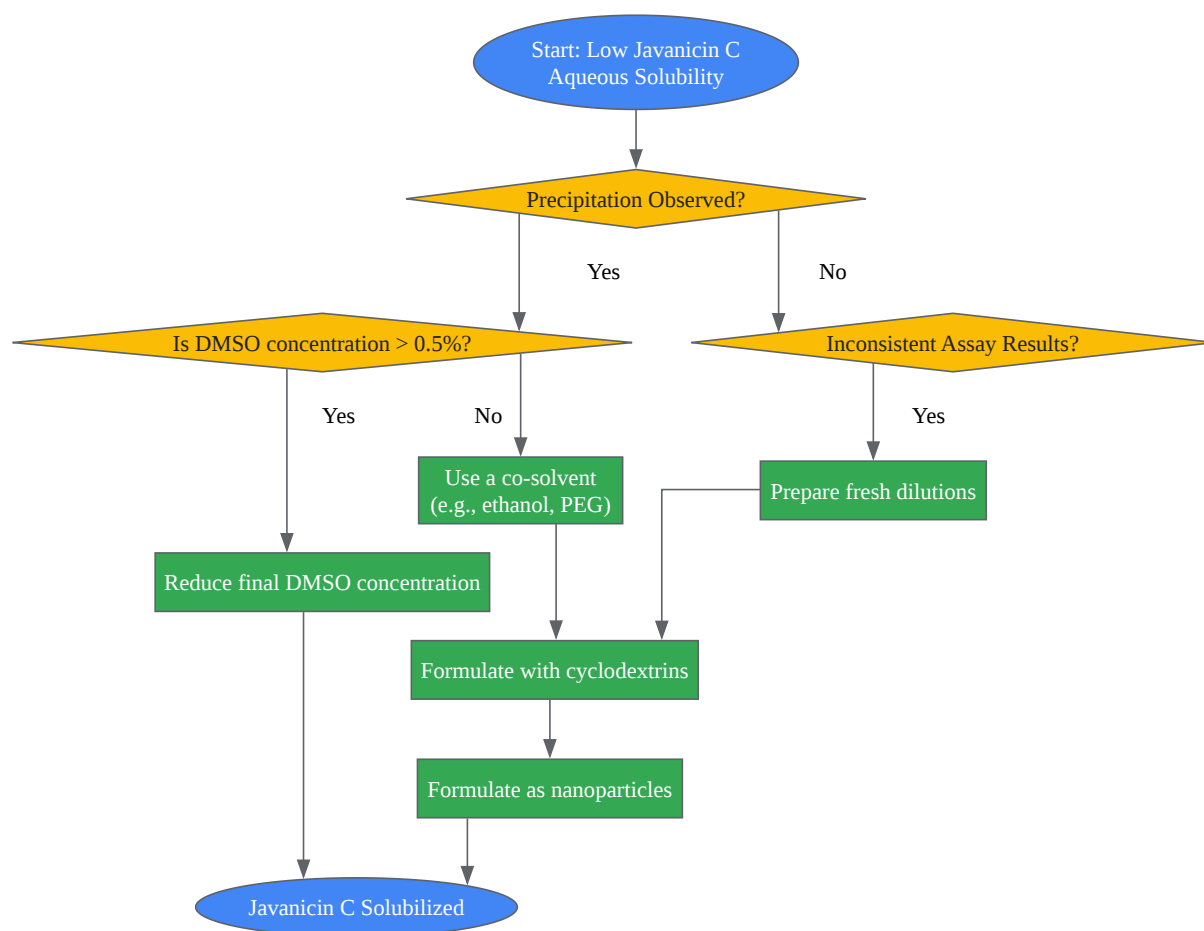 Start: Low Javanicin C
Aqueous Solubility
Precipitation Observed?
Yes
No
Is DMSO concentration > 0.5%?
Inconsistent Assay Results?
Yes
No
Yes
Use a co-solvent
(e.g., ethanol, PEG)
Prepare fresh dilutions
Reduce final DMSO concentration
Formulate with cyclodextrins
Formulate as nanoparticles
Javanicin C Solubilized